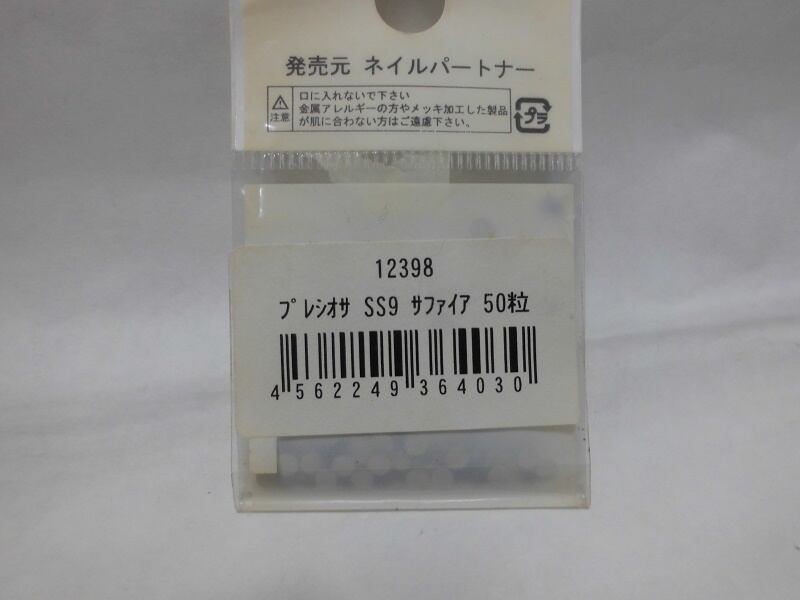 発売元 ネイルパートナー
注意
口に入れないで下さい
金属アレルギーの方やメッキ加工した製品
が肌に合わない方はご遠慮下さい。
プラ
12398
ﾌﾟﾚｼｵｻ SS9 ｻﾌｧｲｱ 50粒
4 562249 364030